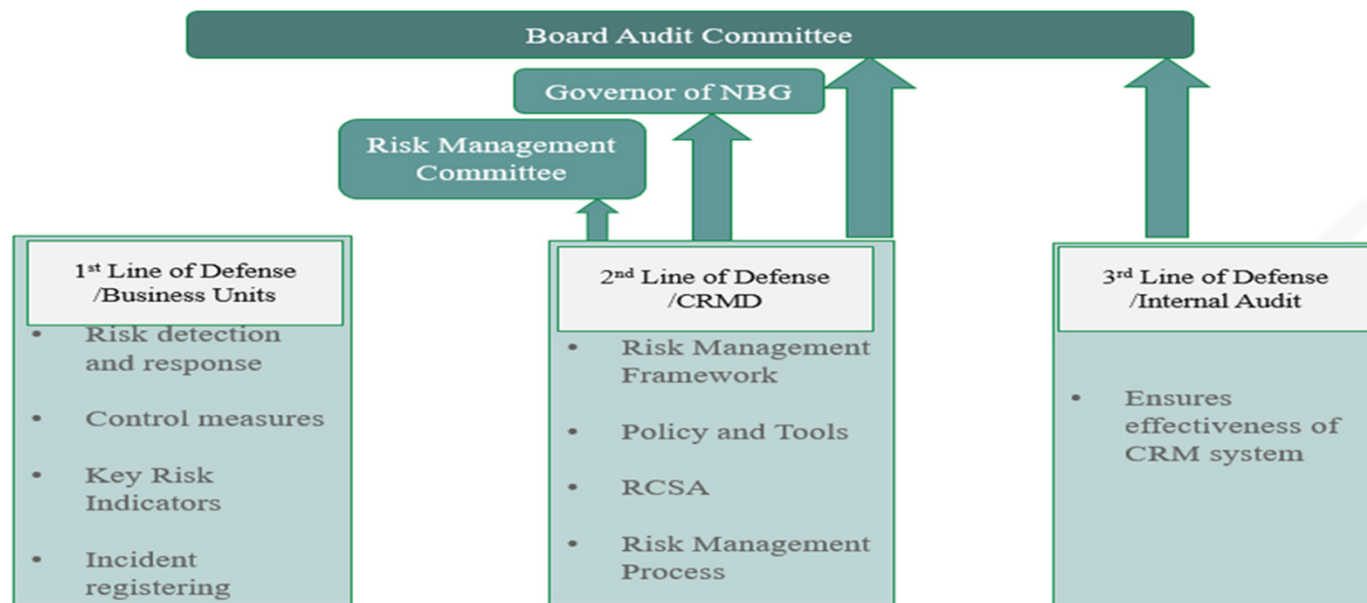 Board Audit Committee
Governor of NBG
Risk Management
Committee
1st Line of Defense
/Business Units
• Risk detection
and response
• Control measures
• Key Risk
Indicators
• Incident
registering
2nd Line of Defense
/CRMD
• Risk Management
Framework
• Policy and Tools
• RCSA
• Risk Management
Process
3rd Line of Defense
/Internal Audit
• Ensures
effectiveness of
CRM system